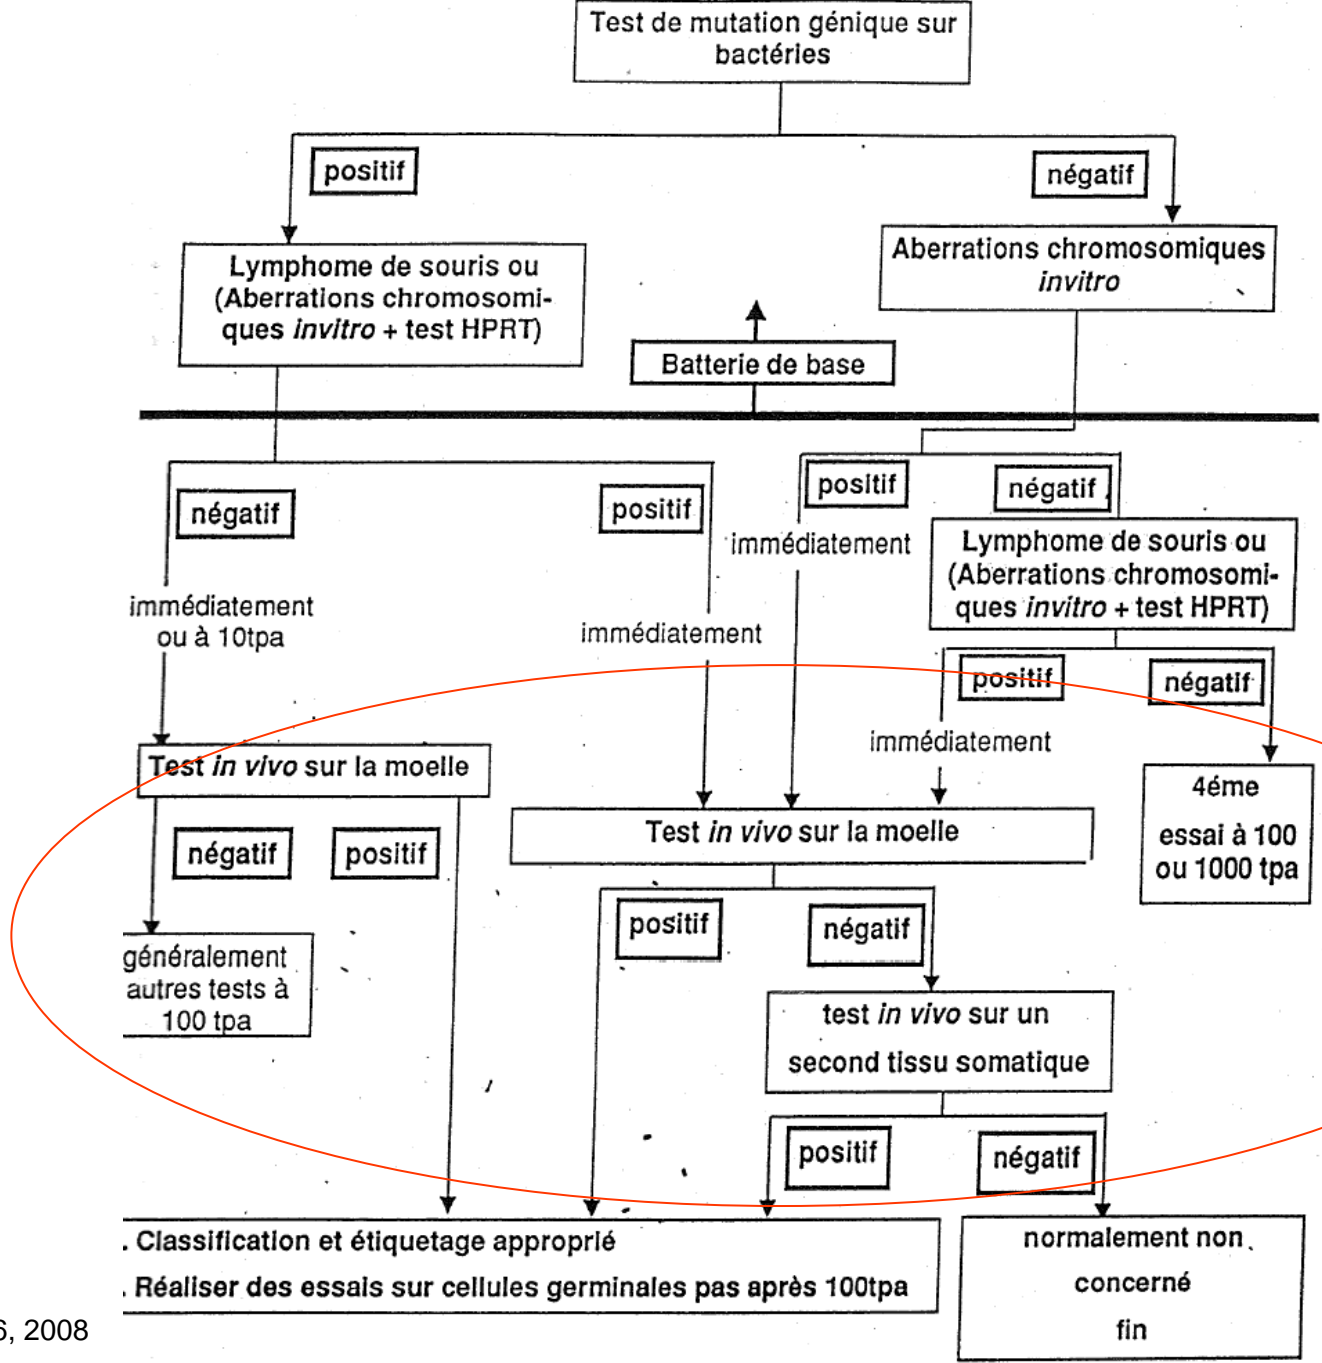 Test de mutation génique sur
bactéries
positif
négatif
Lymphome de souris ou
(Aberrations chromosomi-
ques invitro + test HPRT)
Aberrations chromosomiques
invitro
Batterie de base
négatif
positif
positif
négatif
immédiatement
ou à 10tpa
immédiatement
immédiatement
Lymphome de souris ou
(Aberrations chromosomi-
ques invitro + test HPRT)
positif
négatif
immédiatement
Test in vivo sur la moelle
Test in vivo sur la moelle
4éme
essai à 100
ou 1000 tpa
négatif
positif
positif
négatif
généralement
autres tests à
100 tpa
test in vivo sur un
second tissu somatique
positif
négatif
. Classification et étiquetage approprié
. Réaliser des essais sur cellules germinales pas après 100tpa
normalement non
concerné
fin
6, 2008